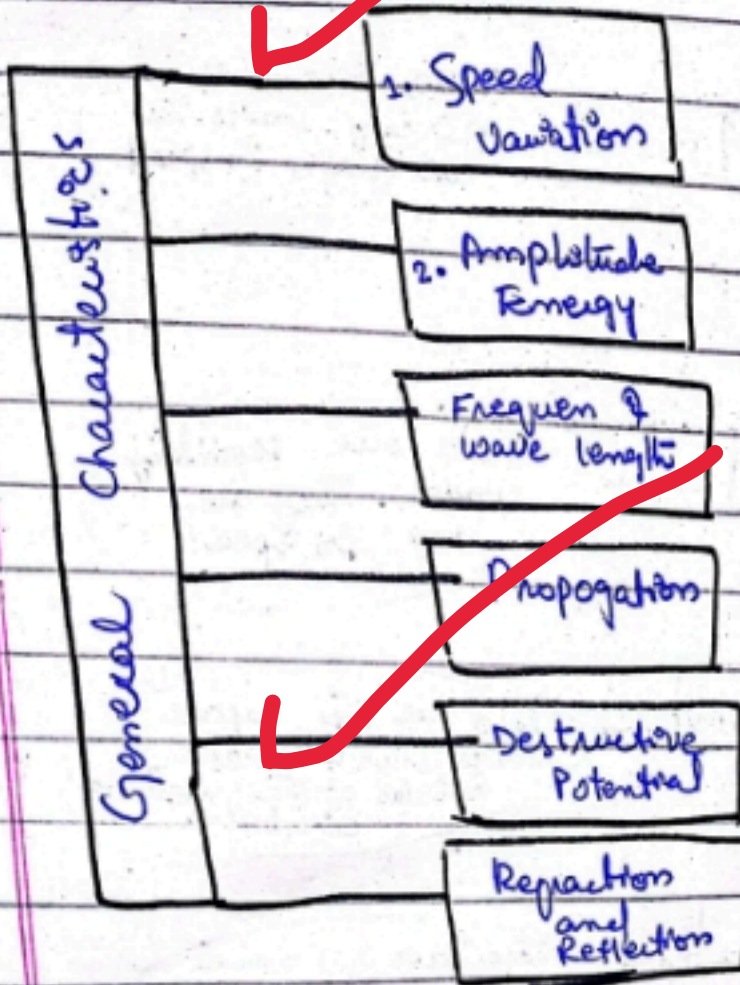 General Characteristics
1. Speed
Variation
2. Amplitude
Energy
Frequen &
wave length
Propogation
Destructive
Potential
Refraction
and
Reflection